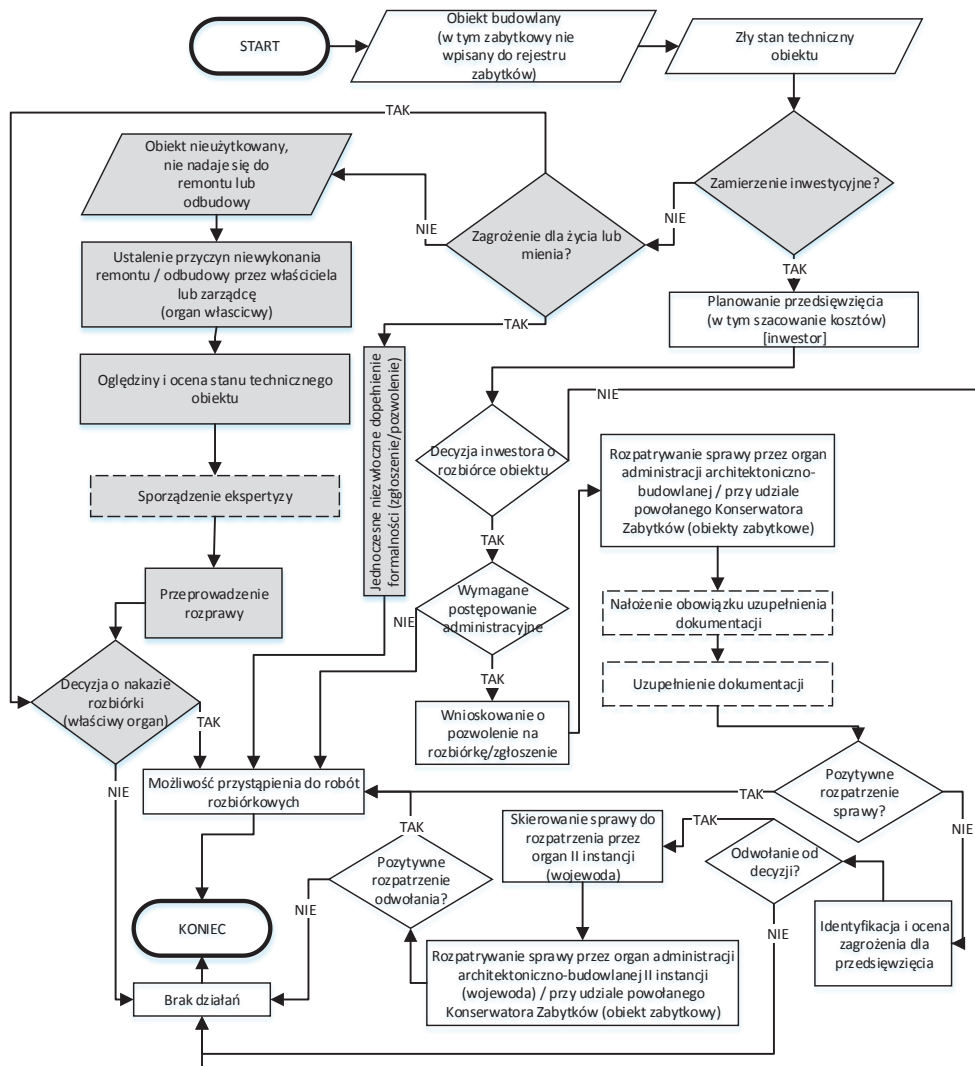 START
Obiekt budowlany
(w tym zabytkowy nie
wpisany do rejestru
zabytków)
Zły stan techniczny
obiektu
TAK
Obiekt nieużytkowany,
nie nadaje się do
remontu lub
odbudowy
NIE
Zagrożenie dla życia lub
mienia?
NIE
Zamierzenie inwestycyjne?
TAK
Ustalenie przyczyn niewykonania
remontu / odbudowy przez właściciela
lub zarządcę
(organ włascicwy)
TAK
Planowanie przedsięwzięcia
(w tym szacowanie kosztów)
[inwestor]
Oględziny i ocena stanu technicznego
obiektu
Jednoczesne niezwłoczne dopełnienie
formalności (zgłoszenie/pozwolenie)
NIE
Decyzja inwestora o
rozbiórce obiektu
Rozpatrywanie sprawy przez organ
administracji architektoniczno-
budowlanej / przy udziale
powołanego Konserwatora
Zabytków (obiekty zabytkowe)
Sporządzenie ekspertyzy
TAK
Przeprowadzenie
rozprawy
NIE
Wymagane
postępowanie
administracyjne
Nałożenie obowiązku uzupełnienia
dokumentacji
TAK
Uzupełnienie dokumentacji
Decyzja o nakazie
rozbiórki
(właściwy organ)
TAK
Wnioskowanie o
pozwolenie na
rozbiórkę/zgłoszenie
NIE
Możliwość przystąpienia do robót
rozbiórkowych
TAK
Pozytywne
rozpatrzenie
sprawy?
NIE
TAK
Pozytywne
rozpatrzenie
odwołania?
NIE
Skierowanie sprawy do
rozpatrzenia przez
organ II instancji
(wojewoda)
TAK
Odwołanie od
decyzji?
NIE
KONIEC
Identyfikacja i ocena
zagrożenia dla
przedsięwzięcia
Rozpatrywanie sprawy przez organ administracji
architektoniczno-budowlanej II instancji
(wojewoda) / przy udziale powołanego
Konserwatora Zabytków (obiekt zabytkowy)
Brak działań